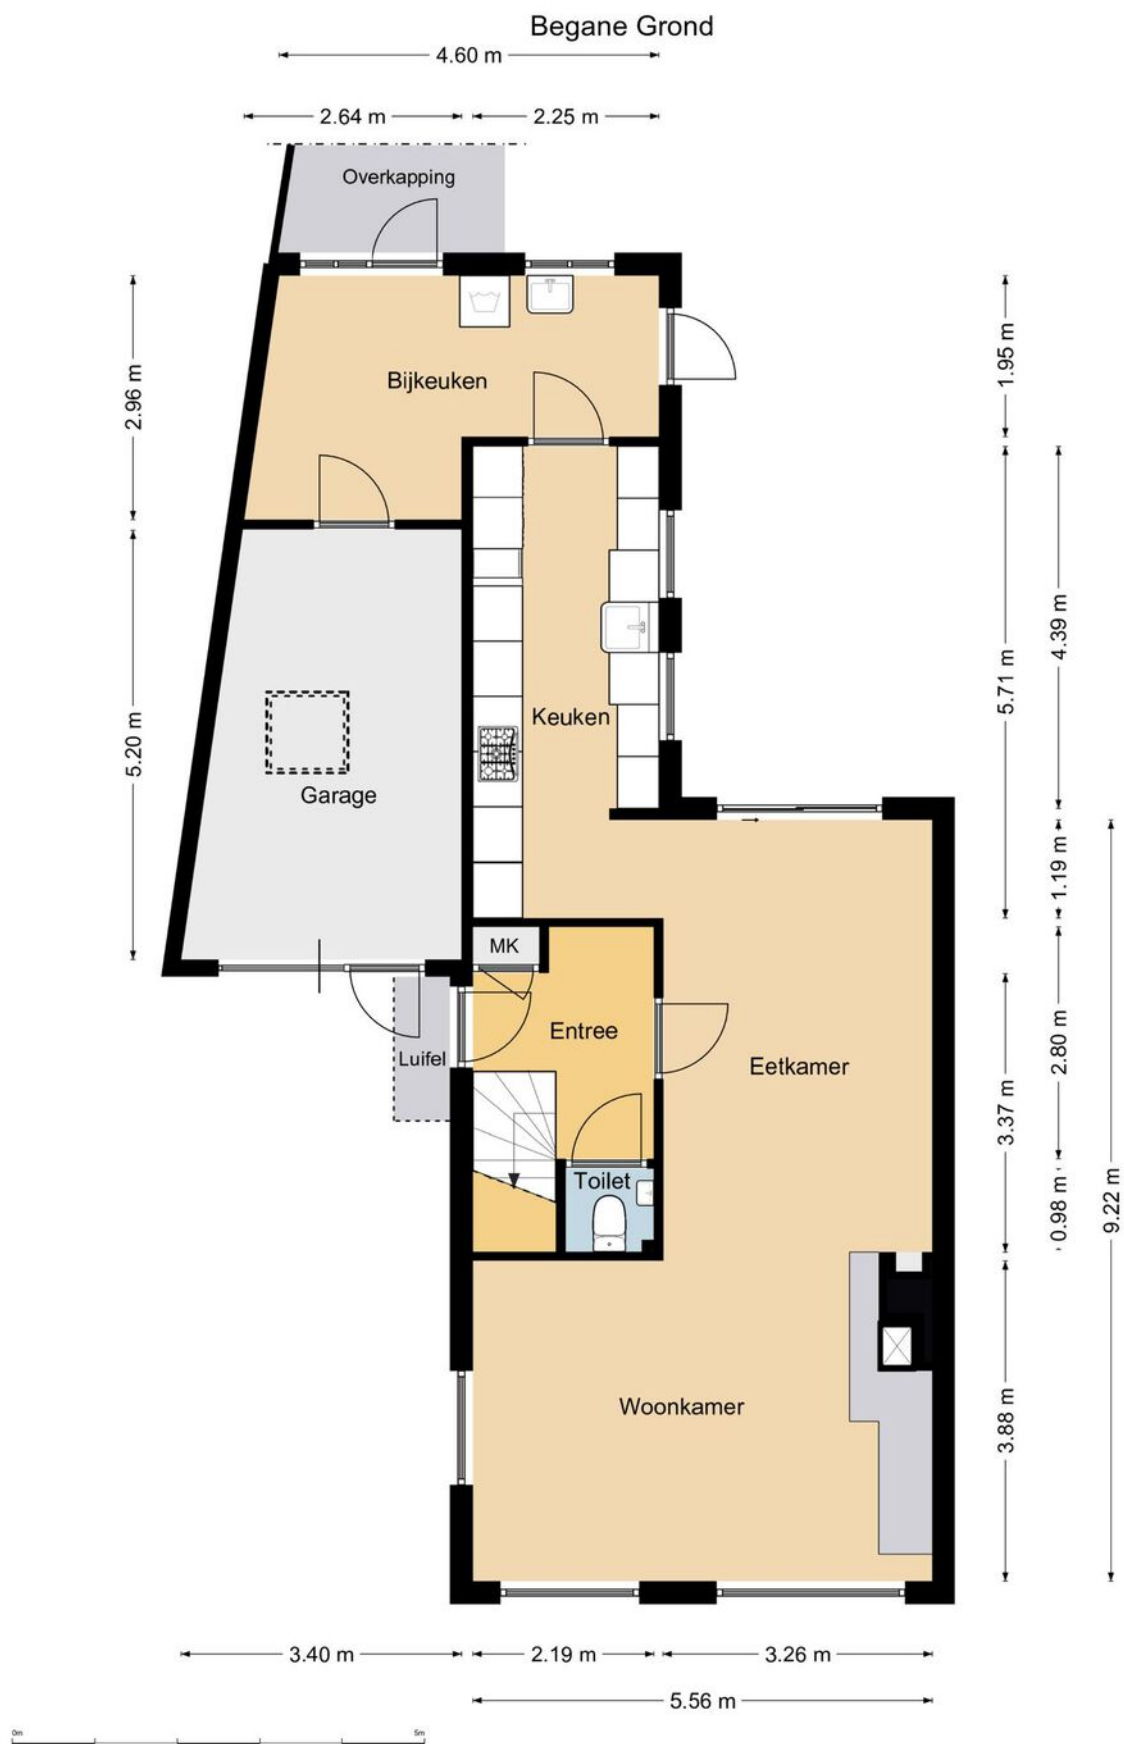 Begane Grond
4.60 m
2.64 m
2.25 m
Overkapping
1.95 m
2.96 m
Bijkeuken
4.39 m
5.71 m
Keuken
5.20 m
Garage
1.19 m
MK
Entree
Luifel
Eetkamer
2.80 m
3.37 m
Toilet
0.98 m
9.22 m
Woonkamer
3.88 m
3.40 m
2.19 m
3.26 m
5.56 m
0m
5m